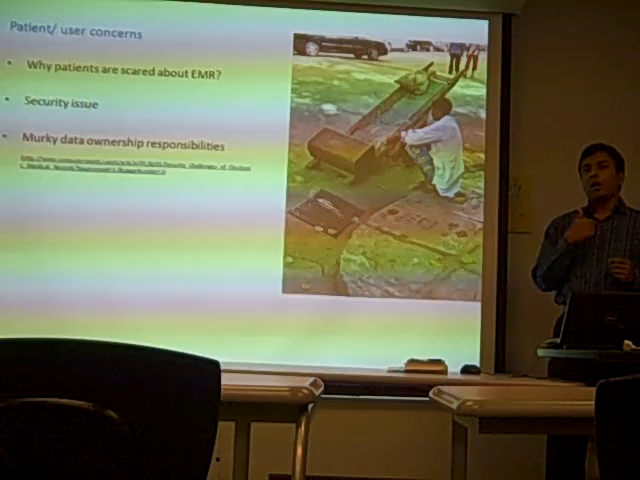 Patient/ user concerns
• Why patients are scared about EMR?
• Security issue
• Murky data ownership responsibilities